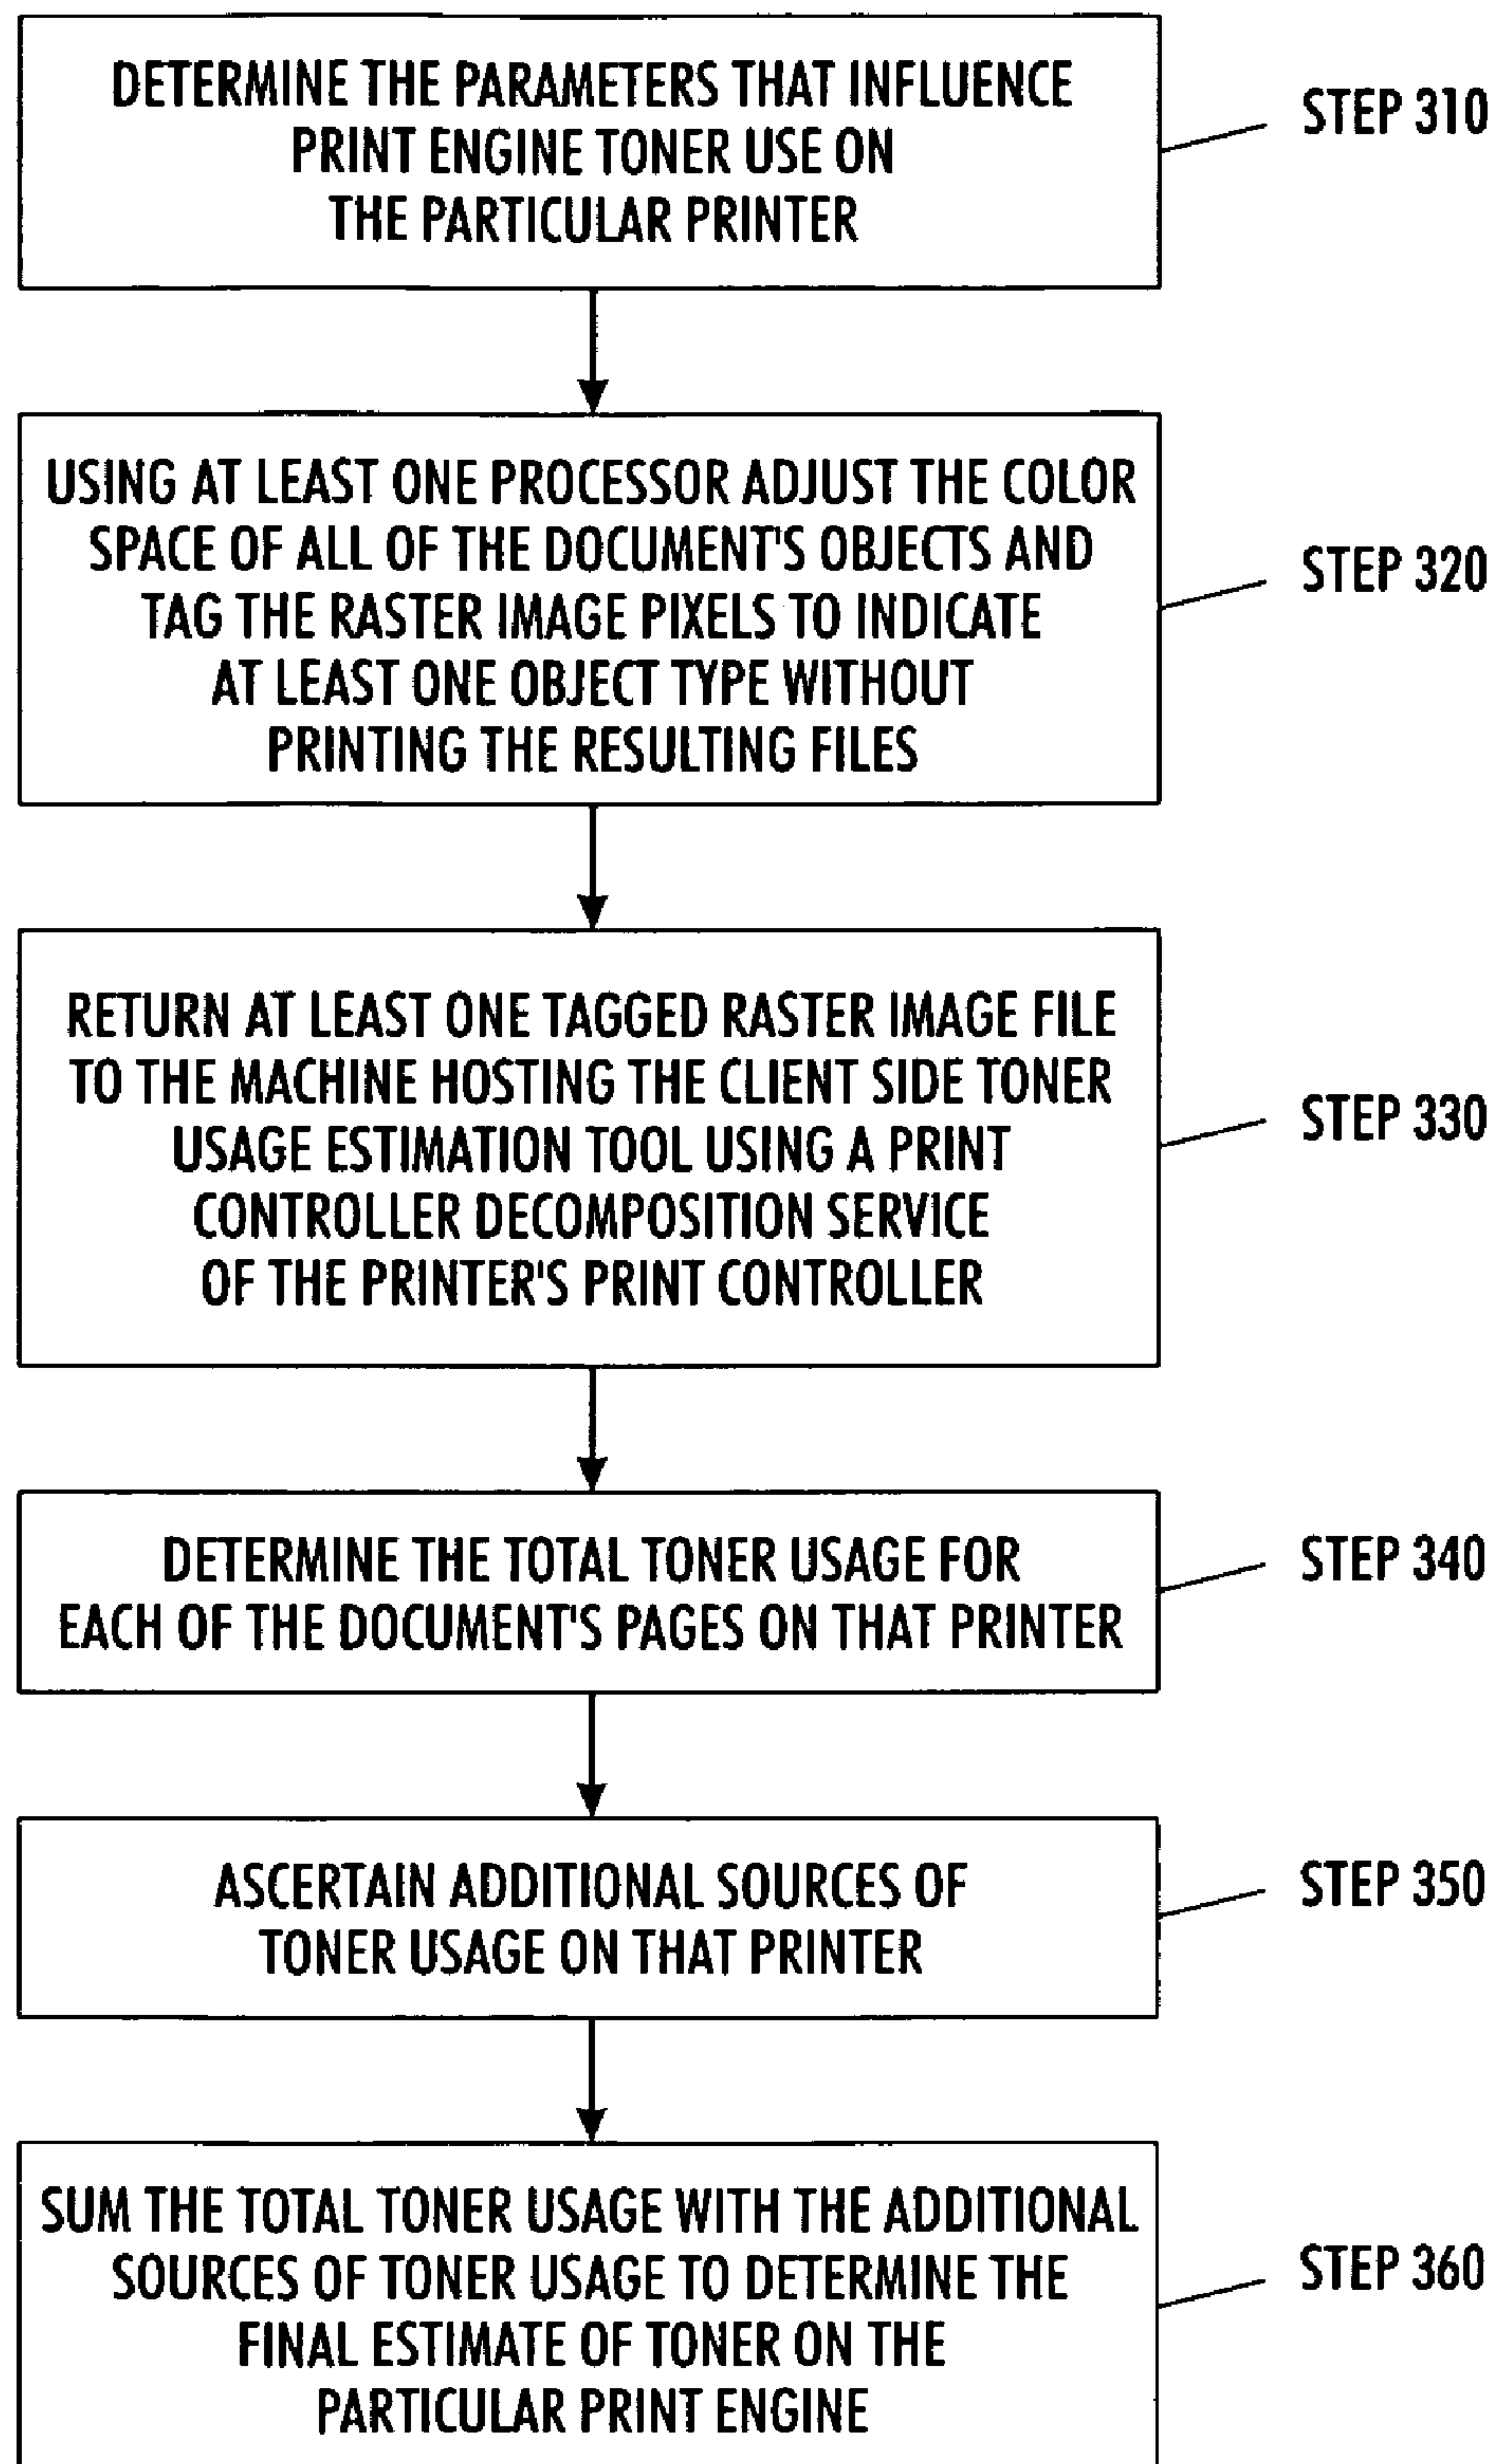 DETERMINE THE PARAMETERS THAT INFLUENCE
PRINT ENGINE TONER USE ON
THE PARTICULAR PRINTER
STEP 310
USING AT LEAST ONE PROCESSOR ADJUST THE COLOR
SPACE OF ALL OF THE DOCUMENT'S OBJECTS AND
TAG THE RASTER IMAGE PIXELS TO INDICATE
AT LEAST ONE OBJECT TYPE WITHOUT
PRINTING THE RESULTING FILES
STEP 320
RETURN AT LEAST ONE TAGGED RASTER IMAGE FILE
TO THE MACHINE HOSTING THE CLIENT SIDE TONER
USAGE ESTIMATION TOOL USING A PRINT
CONTROLLER DECOMPOSITION SERVICE
OF THE PRINTER'S PRINT CONTROLLER
STEP 330
DETERMINE THE TOTAL TONER USAGE FOR
EACH OF THE DOCUMENT'S PAGES ON THAT PRINTER
STEP 340
ASCERTAIN ADDITIONAL SOURCES OF
TONER USAGE ON THAT PRINTER
STEP 350
SUM THE TOTAL TONER USAGE WITH THE ADDITIONAL
SOURCES OF TONER USAGE TO DETERMINE THE
FINAL ESTIMATE OF TONER ON THE
PARTICULAR PRINT ENGINE
STEP 360